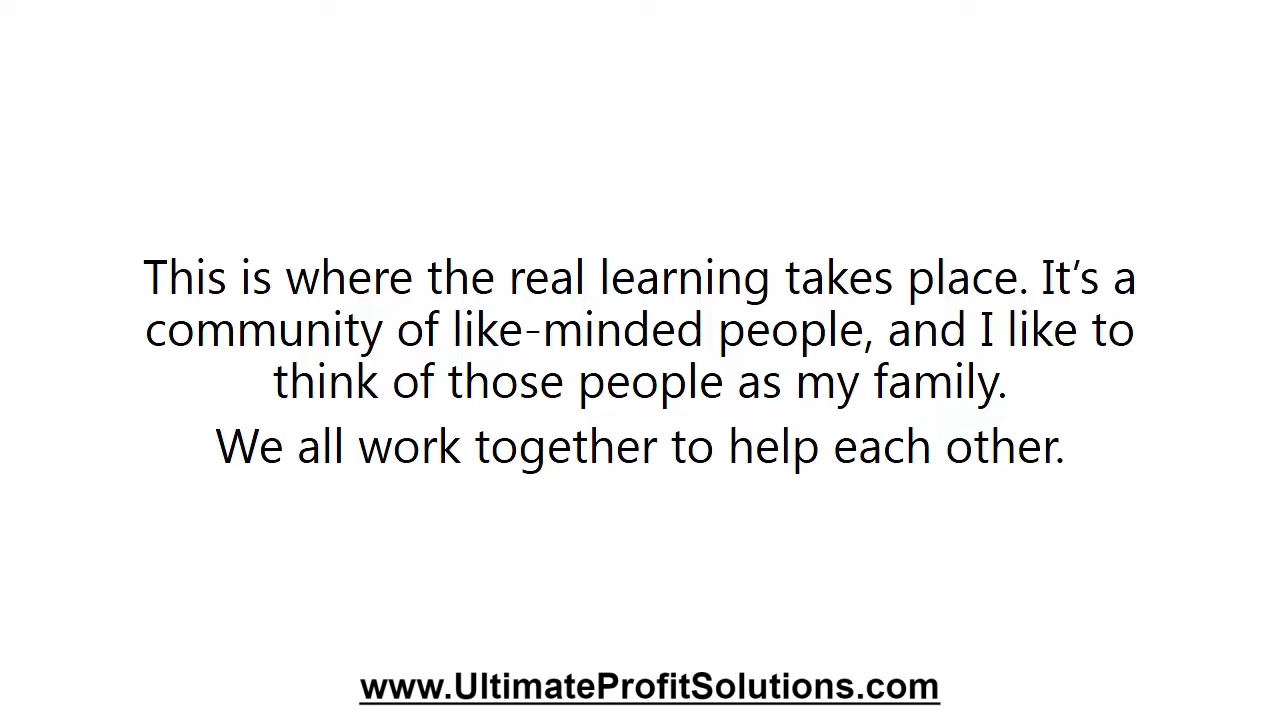 This is where the real learning takes place. It’s a
community of like-minded people, and I like to
think of those people as my family.
We all work together to help each other.
www.UltimateProfitSolutions.com